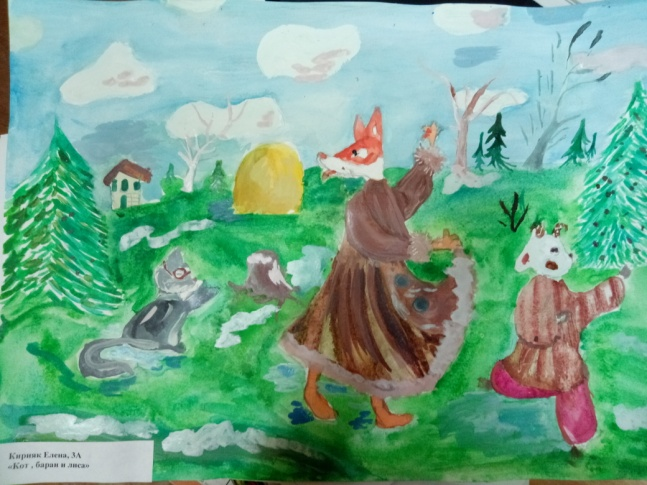 Кирияк Елена, 3А
«Кот , баран и лиса»